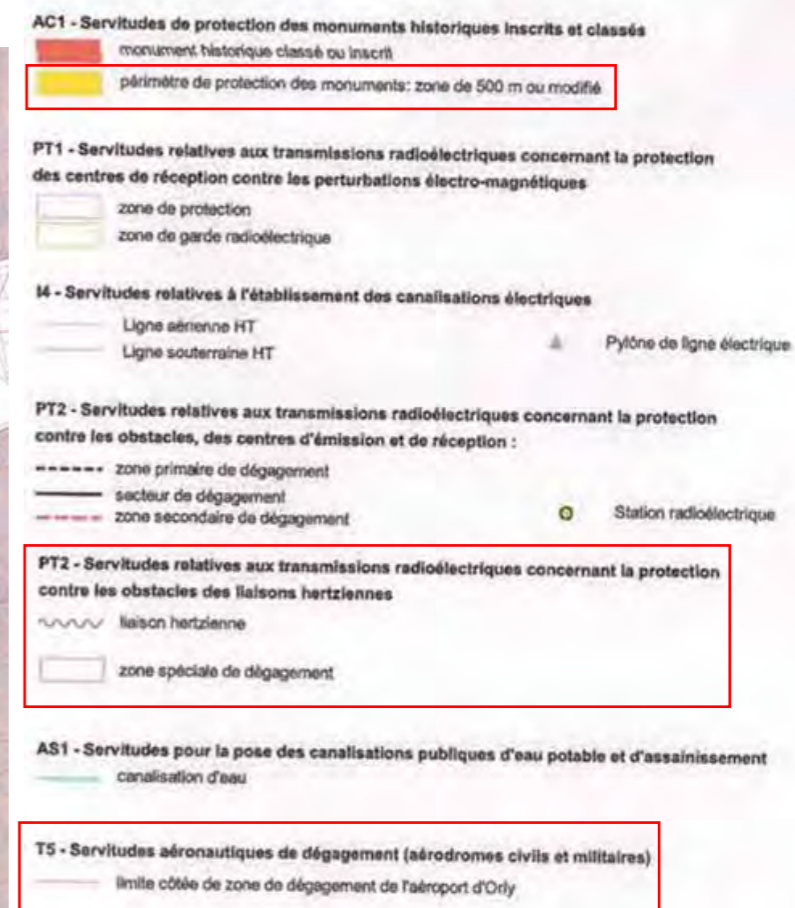 AC1 - Servitudes de protection des monuments historiques inscrits et classés
monument historique classé ou inscrit
périmètre de protection des monuments: zone de 500 m ou modifié
PT1 - Servitudes relatives aux transmissions radioélectriques concernant la protection
des centres de réception contre les perturbations électro-magnétiques
zone de protection
zone de garde radioélectrique
I4 - Servitudes relatives à l'établissement des canalisations électriques
Ligne aérienne HT
Ligne souterraine HT
Pylône de ligne électrique
PT2 - Servitudes relatives aux transmissions radioélectriques concernant la protection
contre les obstacles, des centres d'émission et de réception :
zone primaire de dégagement
secteur de dégagement
zone secondaire de dégagement
Station radioélectrique
PT2 - Servitudes relatives aux transmissions radioélectriques concernant la protection
contre les obstacles des liaisons hertziennes
liaison hertzienne
zone spéciale de dégagement
AS1 - Servitudes pour la pose des canalisations publiques d'eau potable et d'assainissement
canalisation d'eau
T5 - Servitudes aéronautiques de dégagement (aérodromes civils et militaires)
limite côtée de zone de dégagement de l'aéroport d'Orly